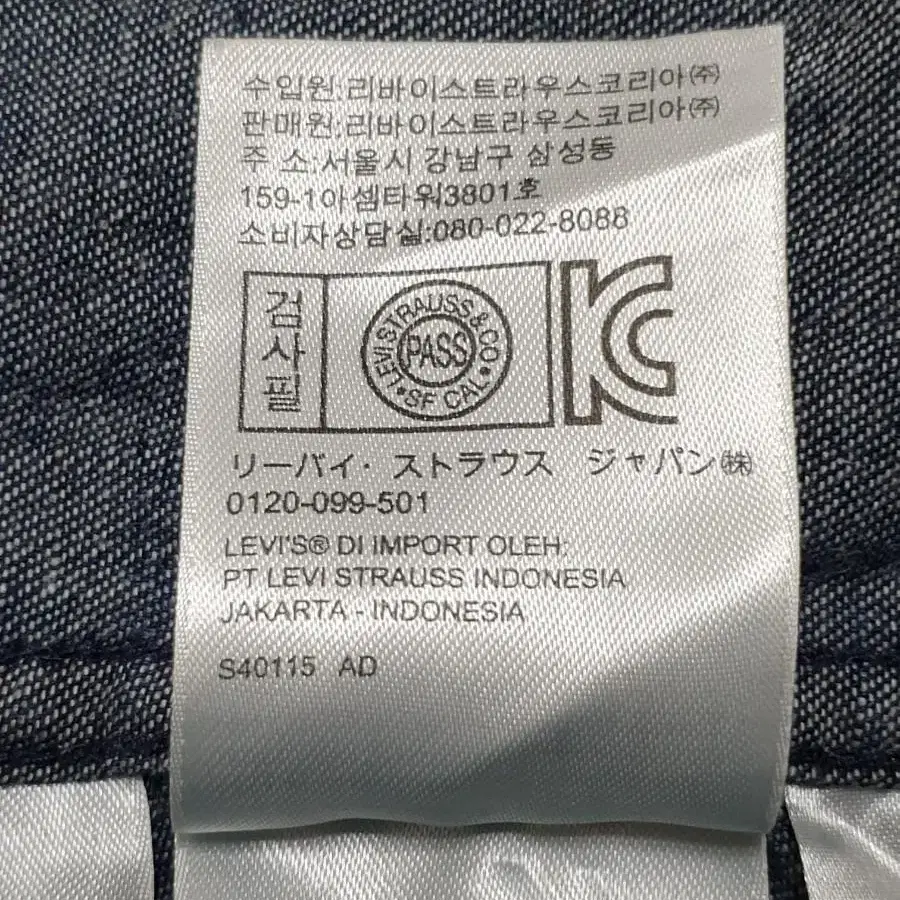 수입원:리바이스트라우스코리아㈜
판매원:리바이스트라우스코리아㈜
주 소:서울시 강남구 삼성동
159-1아셈타워3801호
소비자상담실:080-022-8088
검사필
LEVI STRAUSS & CO
PASS
SF CAL
KC
リーバイ・ストラウス ジャパン㈱
0120-099-501
LEVI'S® DI IMPORT OLEH:
PT LEVI STRAUSS INDONESIA
JAKARTA - INDONESIA
S40115 AD